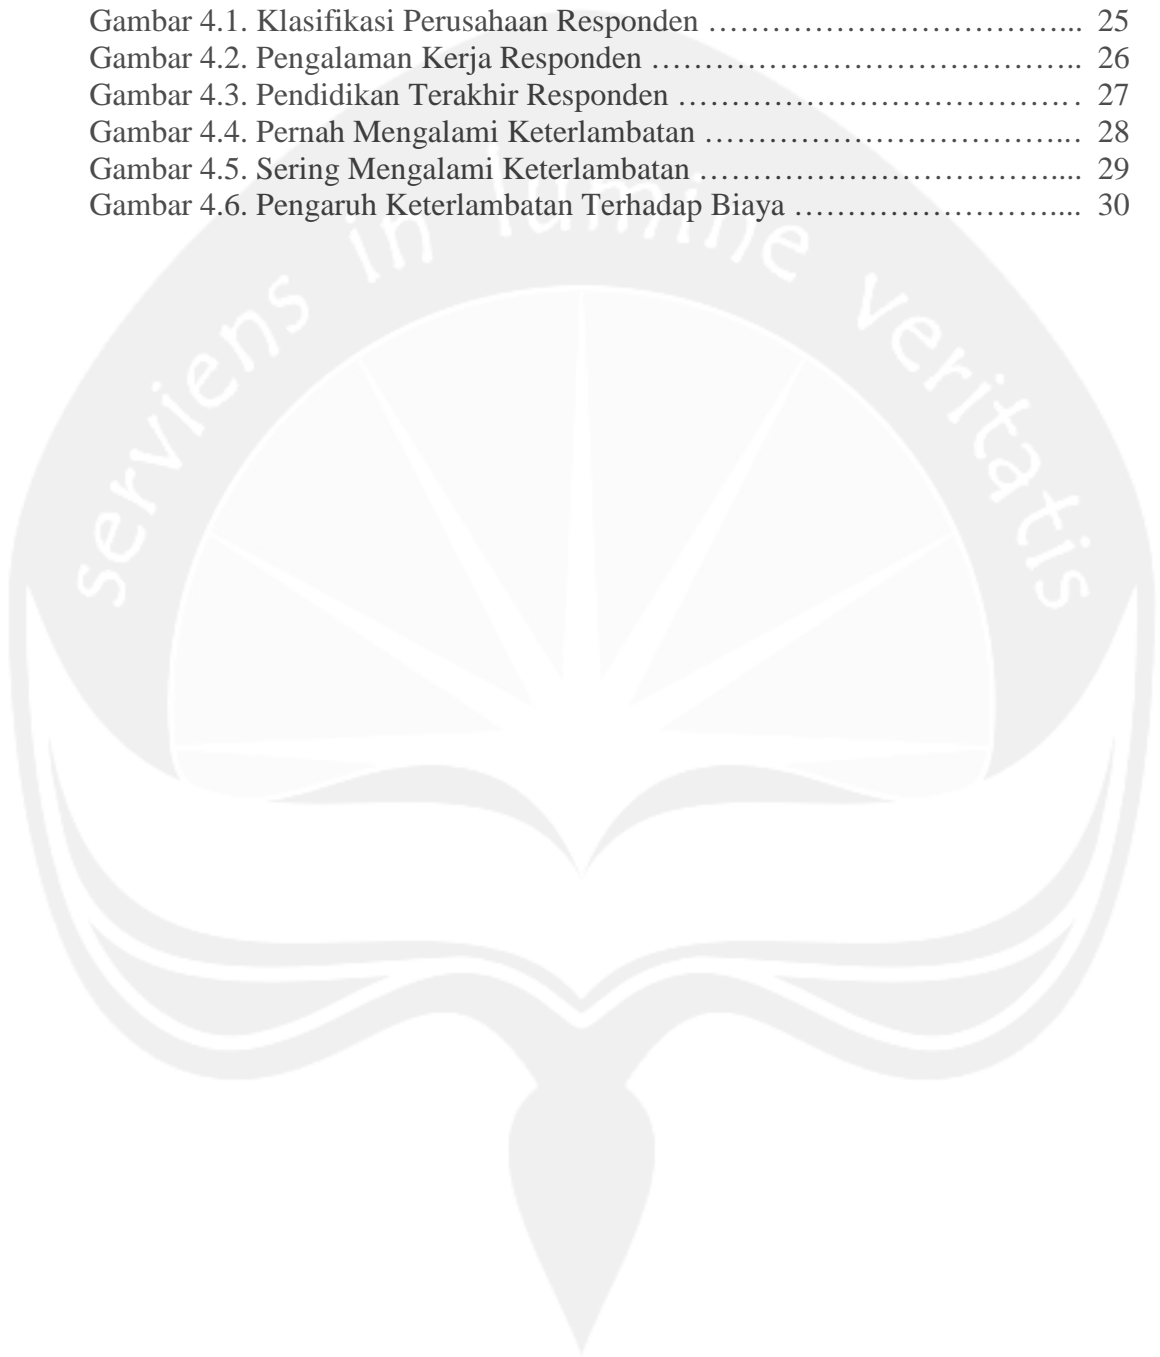 Gambar 4.1. Klasifikasi Perusahaan Responden ……………………………... 25
Gambar 4.2. Pengalaman Kerja Responden ………………………………….. 26
Gambar 4.3. Pendidikan Terakhir Responden ……………………………….. 27
Gambar 4.4. Pernah Mengalami Keterlambatan ……………………………... 28
Gambar 4.5. Sering Mengalami Keterlambatan …………………………….... 29
Gambar 4.6. Pengaruh Keterlambatan Terhadap Biaya …………………….... 30
serviens in lumine veritatis